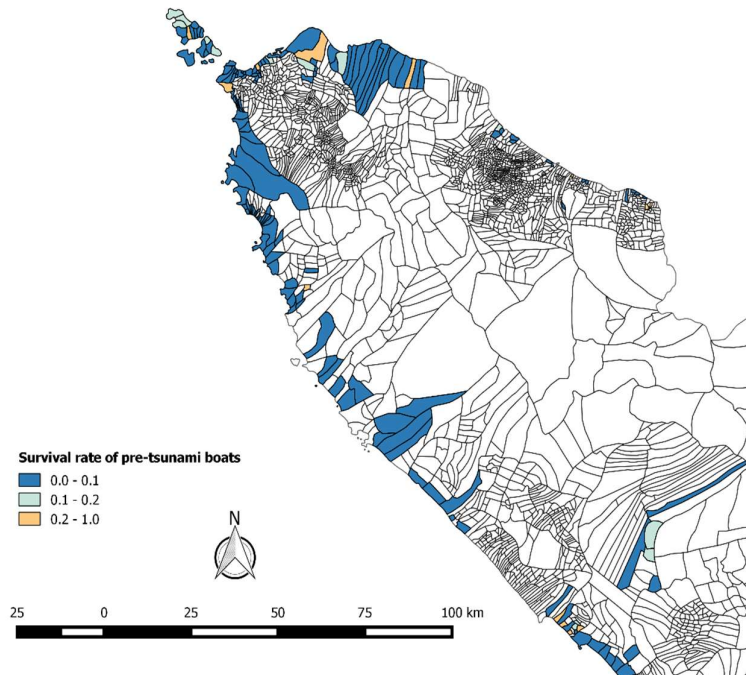 Survival rate of pre-tsunami boats
0.0 - 0.1
0.1 - 0.2
0.2 - 1.0
N
25 0 25 50 75 100 km